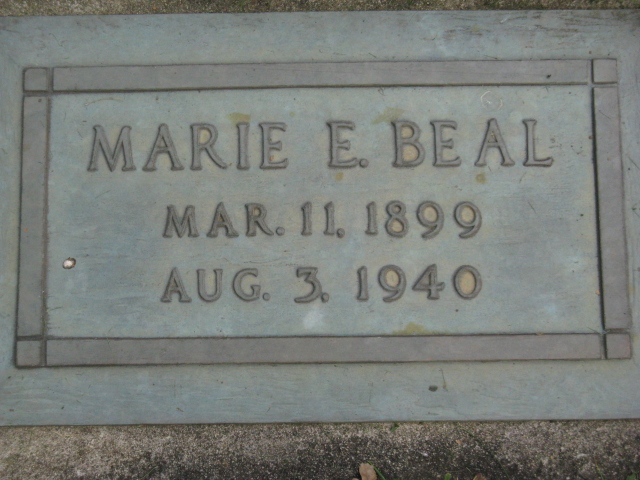 MARIE E. BEAL
MAR. 11, 1899
AUG. 3, 1940